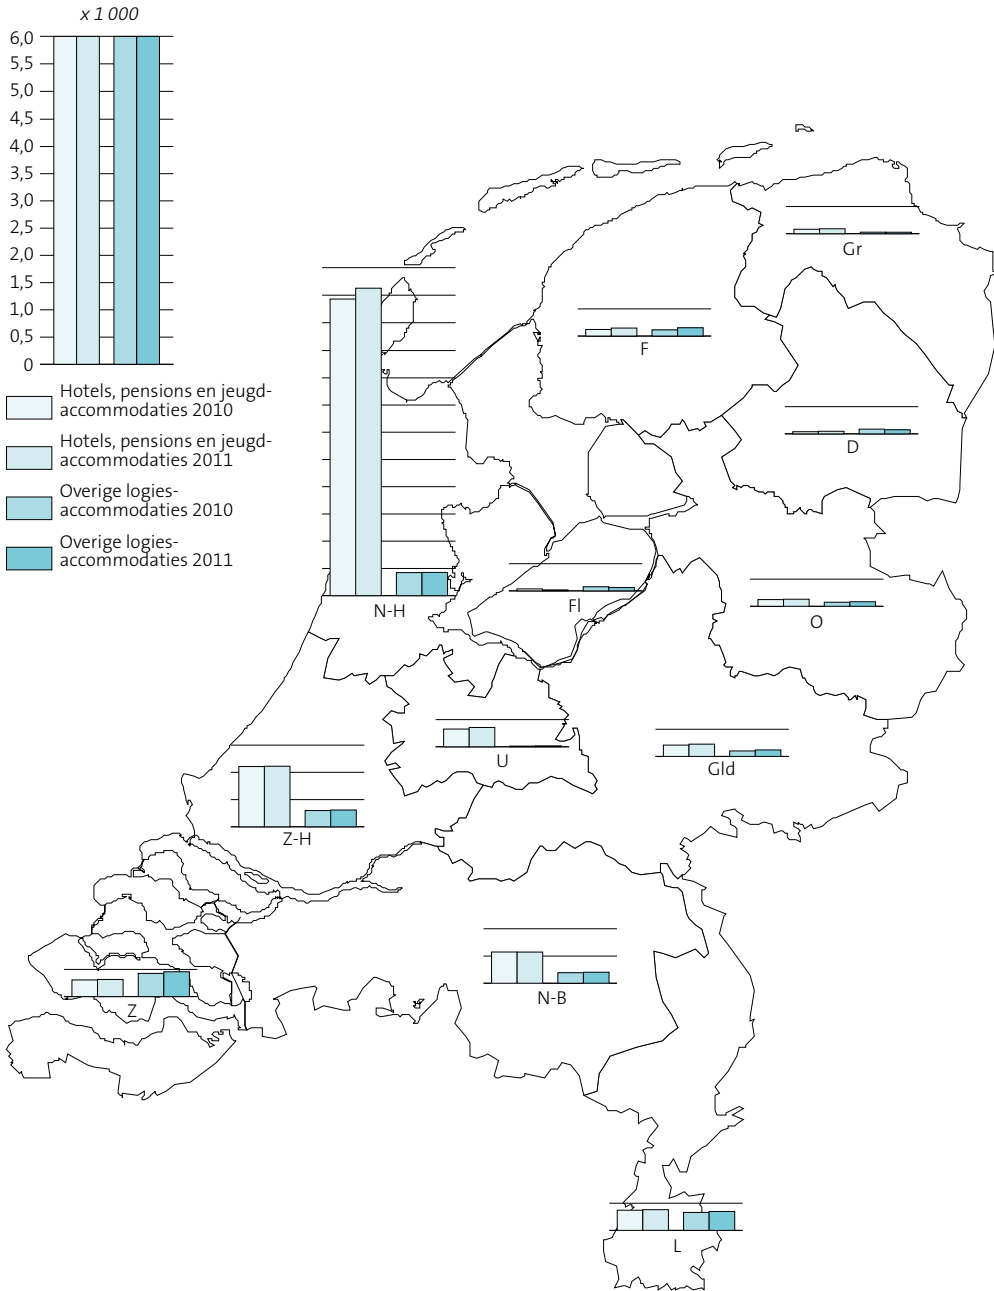 x 1 000
6,0
5,5
5,0
4,5
4,0
3,5
3,0
2,5
2,0
1,5
1,0
0,5
0
Hotels, pensions en jeugd-
accommodaties 2010
Hotels, pensions en jeugd-
accommodaties 2011
Overige logies-
accommodaties 2010
Overige logies-
accommodaties 2011
Gr
F
D
N-H
Fl
O
U
Gld
Z-H
N-B
Z
L